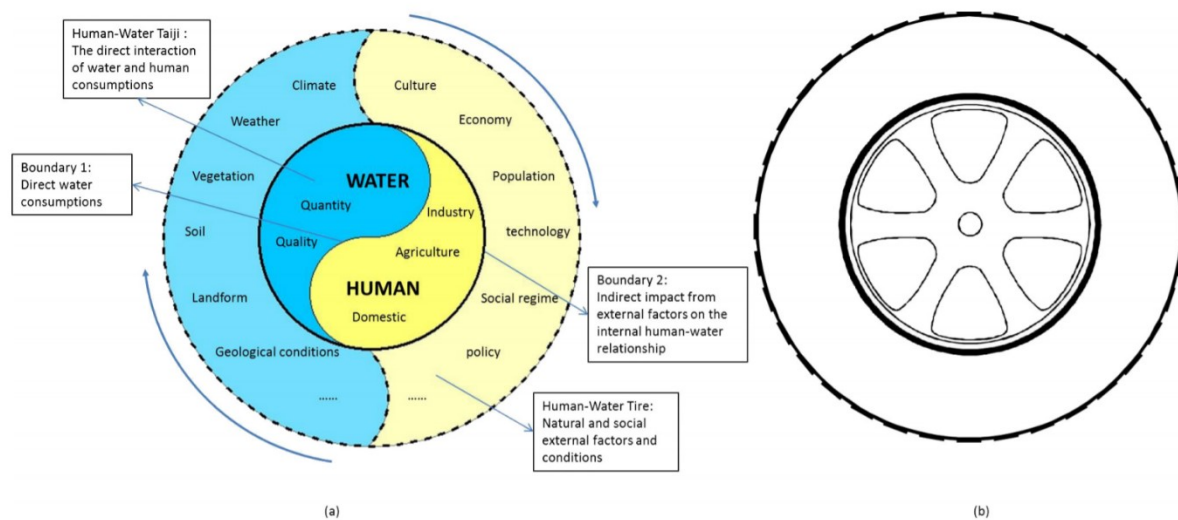 Human-Water Taiji :
The direct interaction
of water and human
consumptions
Boundary 1:
Direct water
consumptions
Climate
Weather
Vegetation
Soil
Landform
Geological conditions
......
Culture
Economy
Population
technology
Social regime
policy
......
WATER
Quantity
Quality
Industry
Agriculture
HUMAN
Domestic
Boundary 2:
Indirect impact from
external factors on the
internal human-water
relationship
Human-Water Tire:
Natural and social
external factors and
conditions
(a)
(b)